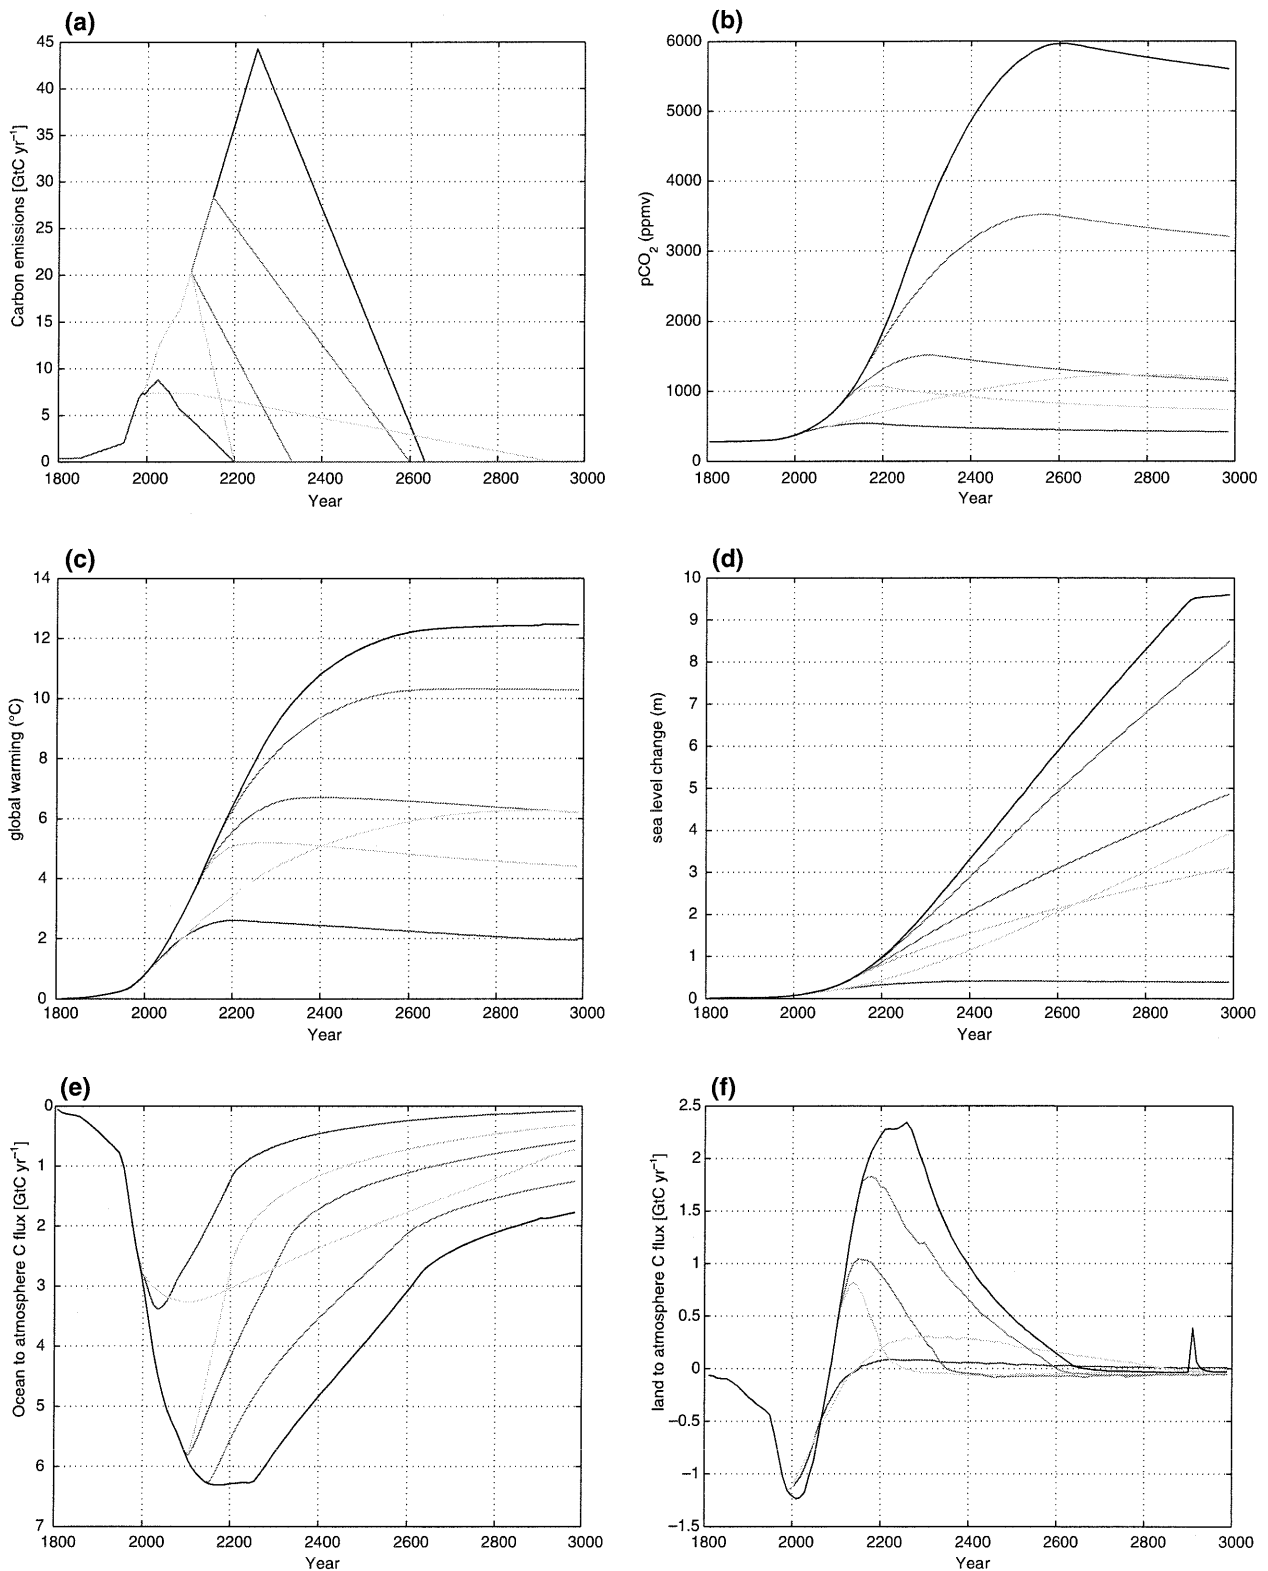 (a)
45
40
35
30
25
20
15
10
5
0
Carbon emissions [GtC yr⁻¹]
1800 2000 2200 2400 2600 2800 3000
Year
(b)
6000
5000
4000
3000
2000
1000
0
pCO₂ (ppmv)
1800 2000 2200 2400 2600 2800 3000
Year
(c)
14
12
10
8
6
4
2
0
global warming (°C)
1800 2000 2200 2400 2600 2800 3000
Year
(d)
10
9
8
7
6
5
4
3
2
1
0
sea level change (m)
1800 2000 2200 2400 2600 2800 3000
Year
(e)
0
1
2
3
4
5
6
7
Ocean to atmosphere C flux [GtC yr⁻¹]
1800 2000 2200 2400 2600 2800 3000
Year
(f)
2.5
2
1.5
1
0.5
0
−0.5
−1
−1.5
land to atmosphere C flux [GtC yr⁻¹]
1800 2000 2200 2400 2600 2800 3000
Year